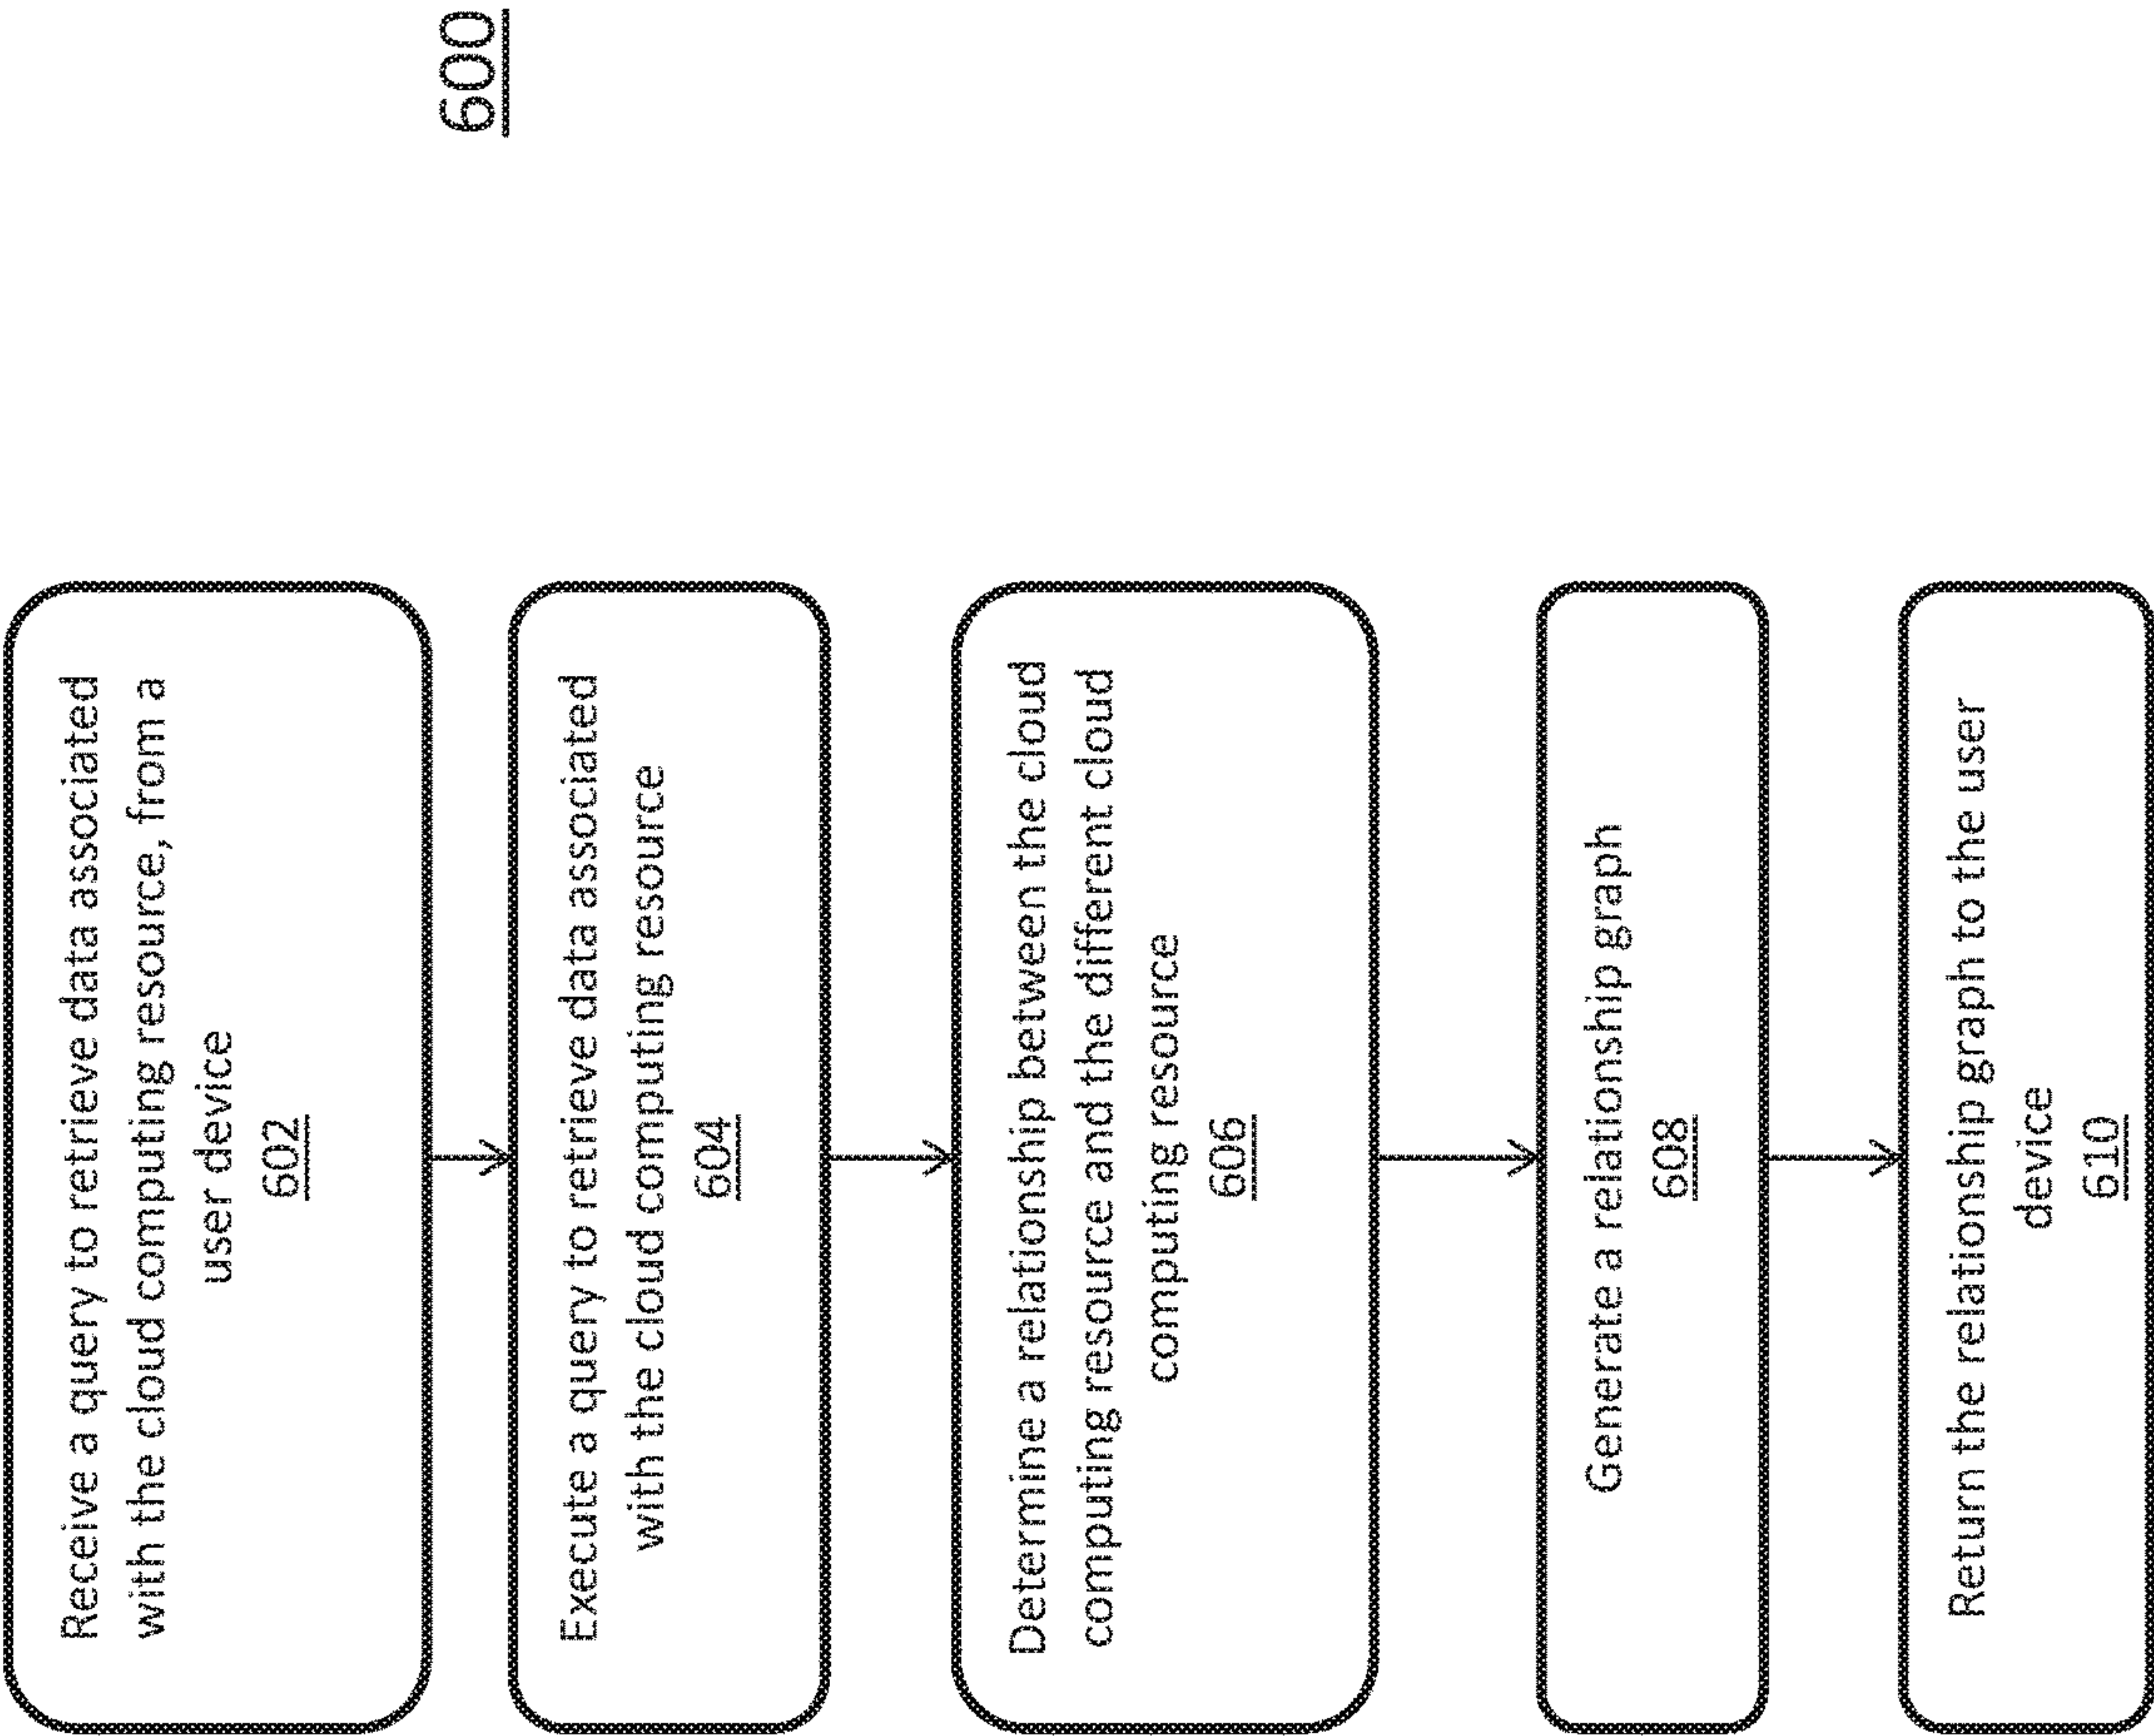 600
Receive a query to retrieve data associated
with the cloud computing resource, from a
user device
602
Execute a query to retrieve data associated
with the cloud computing resource
604
Determine a relationship between the cloud
computing resource and the different cloud
computing resource
606
Generate a relationship graph
608
Return the relationship graph to the user
device
610